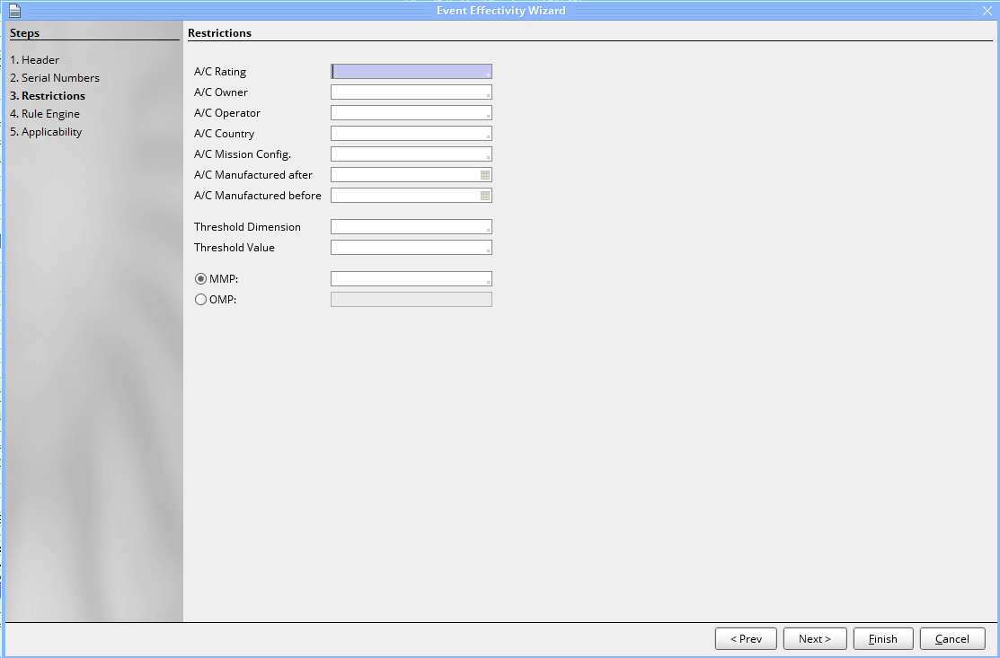 Event Effectivity Wizard
Steps
1. Header
2. Serial Numbers
3. Restrictions
4. Rule Engine
5. Applicability
Restrictions
A/C Rating
A/C Owner
A/C Operator
A/C Country
A/C Mission Config.
A/C Manufactured after
A/C Manufactured before
Threshold Dimension
Threshold Value
MMP:
OMP:
< Prev
Next >
Finish
Cancel